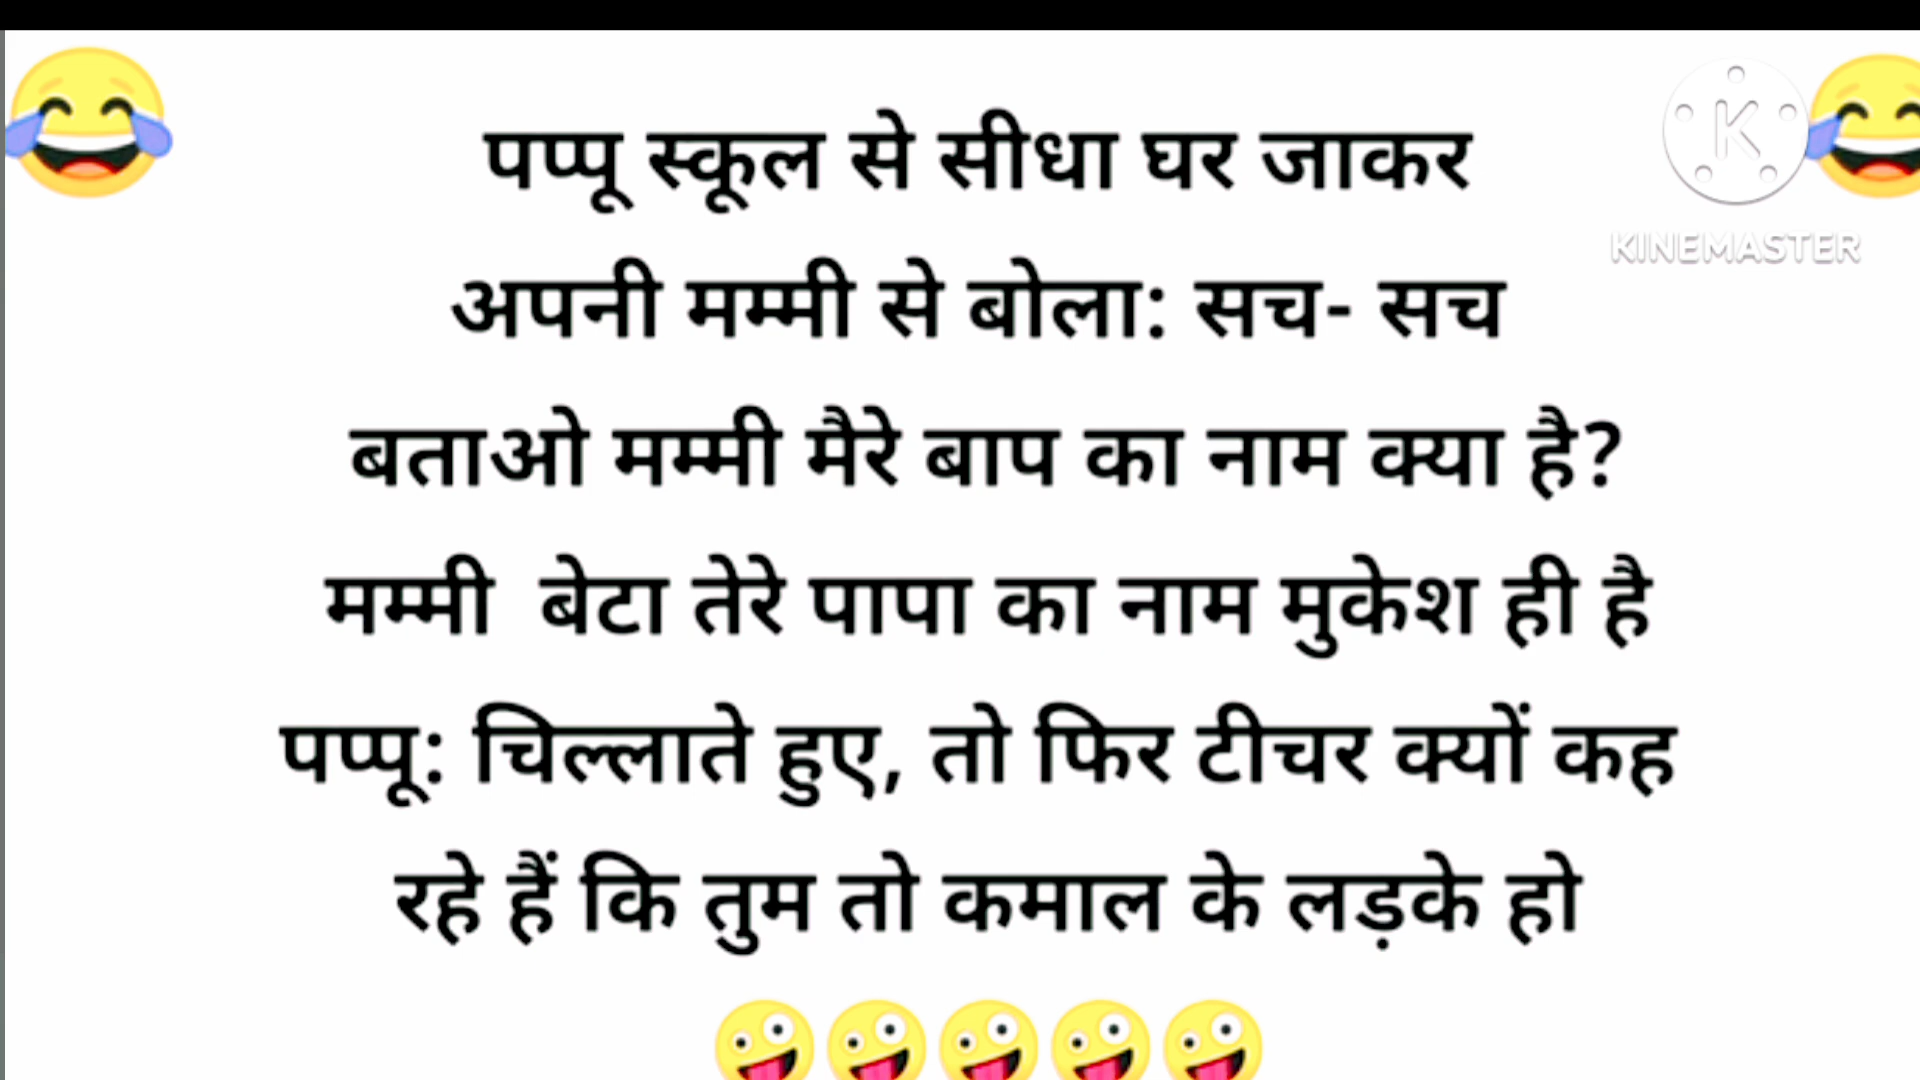 पप्पू स्कूल से सीधा घर जाकर
KINEMASTER
अपनी मम्मी से बोला: सच- सच
बताओ मम्मी मैरे बाप का नाम क्या है?
मम्मी बेटा तेरे पापा का नाम मुकेश ही है
पप्पू: चिल्लाते हुए, तो फिर टीचर क्यों कह
रहे हैं कि तुम तो कमाल के लड़के हो